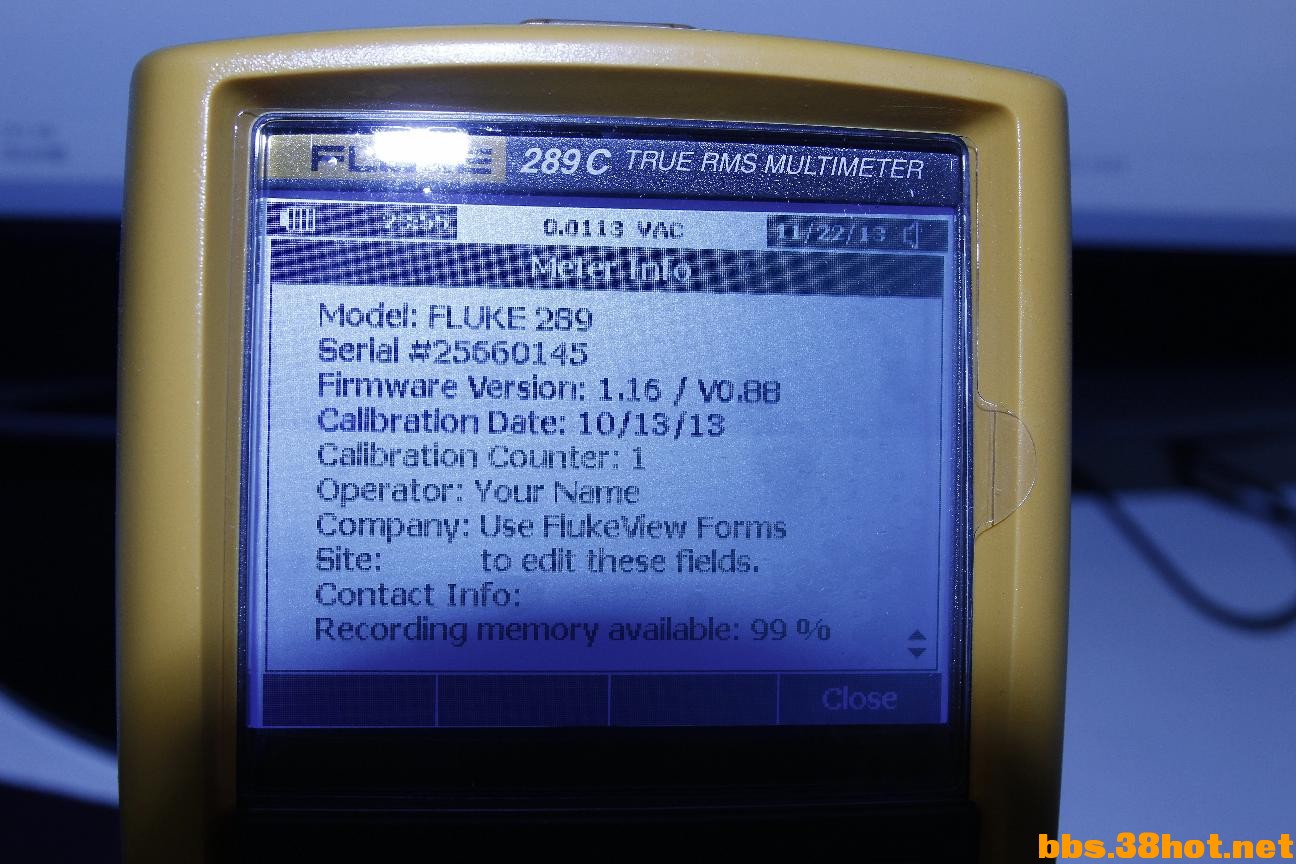 FLUKE 289C TRUE RMS MULTIMETER
0.0113 VAC 11/22/13
Meter Info
Model: FLUKE 289
Serial #25660145
Firmware Version: 1.16 / V0.88
Calibration Date: 10/13/13
Calibration Counter: 1
Operator: Your Name
Company: Use FlukeView Forms
Site: to edit these fields.
Contact Info:
Recording memory available: 99 %
Close
bbs.38hot.net